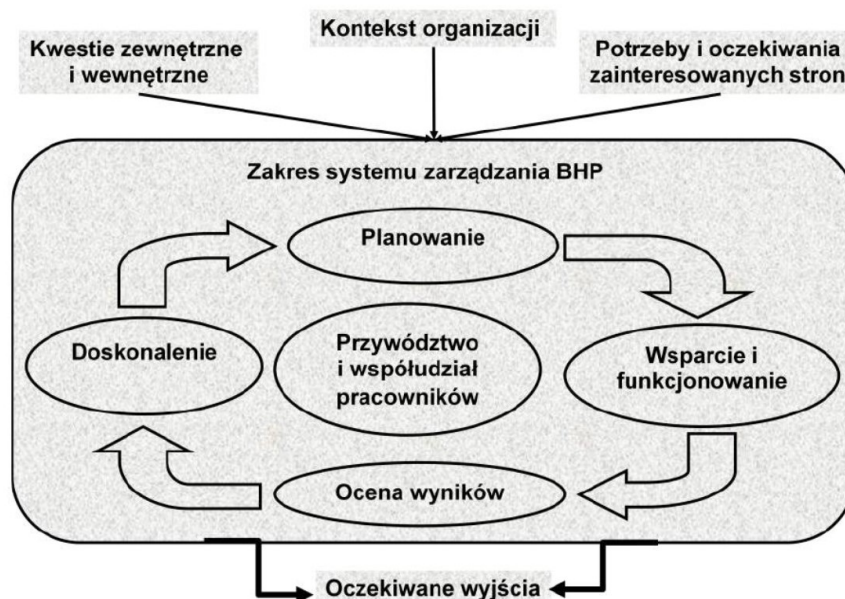 Kontekst organizacji
Kwestie zewnętrzne
i wewnętrzne
Potrzeby i oczekiwania
zainteresowanych stron
Zakres systemu zarządzania BHP
Planowanie
Doskonalenie
Przywództwo
i współudział
pracowników
Wsparcie i
funkcjonowanie
Ocena wyników
Oczekiwane wyjścia